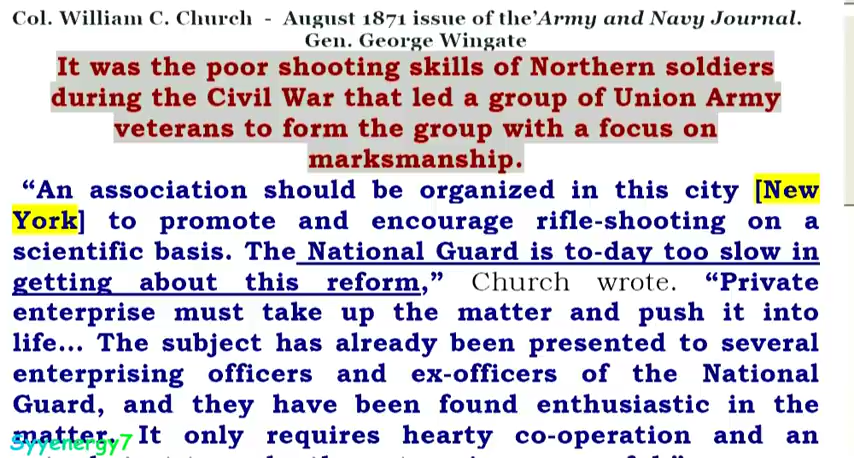 Col. William C. Church - August 1871 issue of the'Army and Navy Journal.
Gen. George Wingate
It was the poor shooting skills of Northern soldiers
during the Civil War that led a group of Union Army
veterans to form the group with a focus on
marksmanship.
“An association should be organized in this city [New
York] to promote and encourage rifle-shooting on a
scientific basis. The National Guard is to-day too slow in
getting about this reform,” Church wrote. “Private
enterprise must take up the matter and push it into
life... The subject has already been presented to several
enterprising officers and ex-officers of the National
Guard, and they have been found enthusiastic in the
matter. It only requires hearty co-operation and an
Syyenergy7